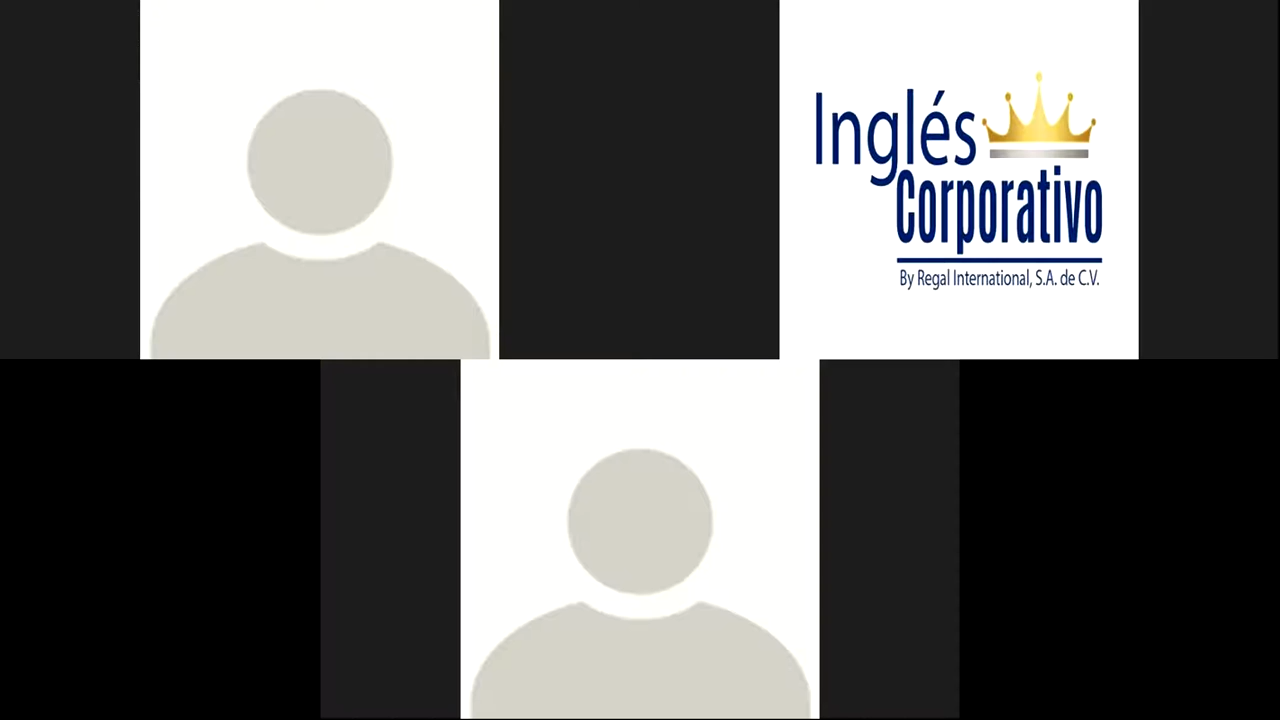 Inglés
Corporativo
By Regal International, S.A. de C.V.